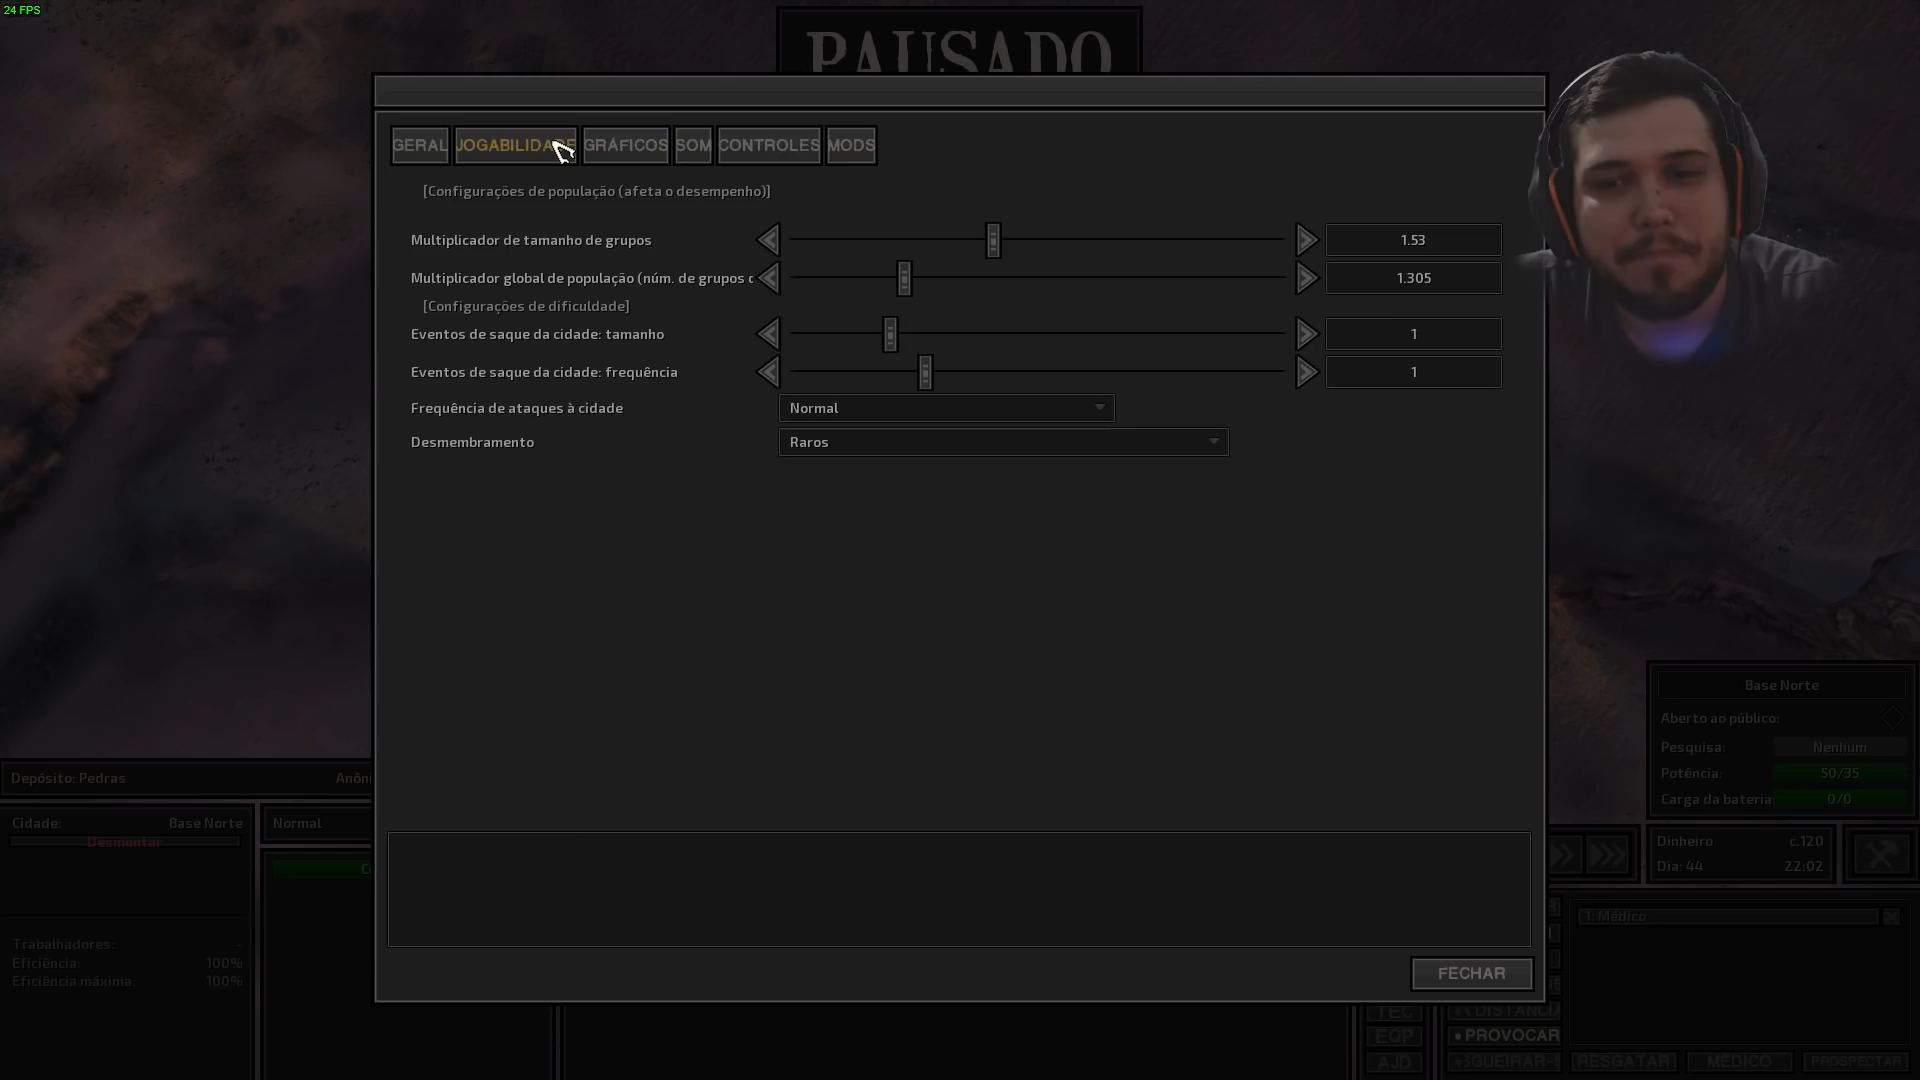 24 FPS
PAUSADO
GERAL JOGABILIDADE GRÁFICOS SOM CONTROLES MODS
[Configurações de população (afeta o desempenho)]
Multiplicador de tamanho de grupos 1.53
Multiplicador global de população (núm. de grupos 1.305
[Configurações de dificuldade]
Eventos de saque da cidade: tamanho 1
Eventos de saque da cidade: frequência 1
Frequência de ataques à cidade Normal
Desmembramento Raros
Base Norte
Aberto ao público:
Pesquisa: Nenhum
Potência: 50/35
Carga da bateria: 0/0
Depósito: Pedras Anôni
Cidade: Base Norte
Desmontar
Normal
Dinheiro c.120
Dia: 44 22:02
1. Médico
Trabalhadores: -
Eficiência: 100%
Eficiência máxima: 100%
FECHAR
TEC
EQP
AJD
DISTÂNCIA
PROVOCAR
RESGATAR MÉDICO PROSPECTAR